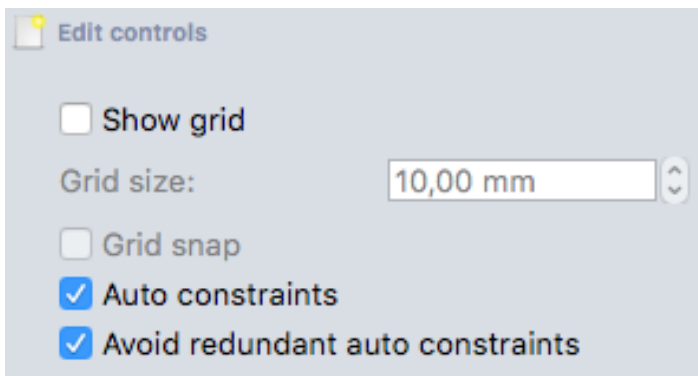 Edit controls
Show grid
Grid size: 10,00 mm
Grid snap
Auto constraints
Avoid redundant auto constraints